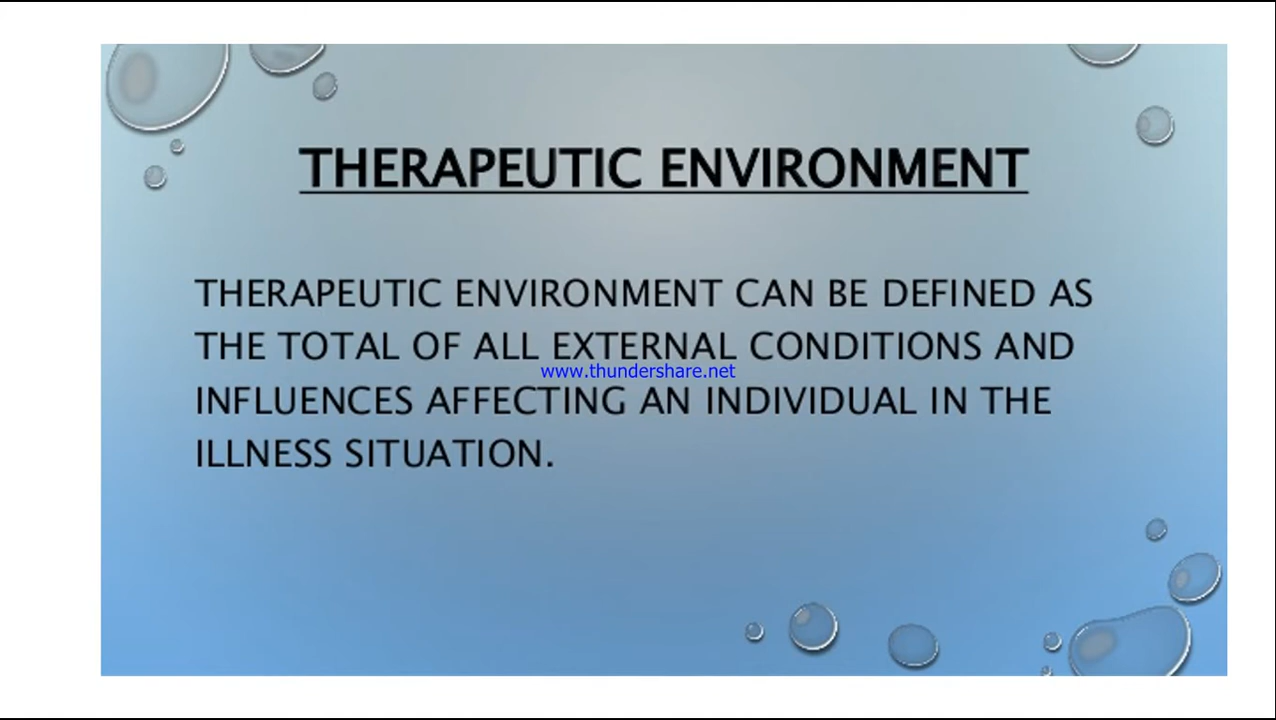 THERAPEUTIC ENVIRONMENT
THERAPEUTIC ENVIRONMENT CAN BE DEFINED AS
THE TOTAL OF ALL EXTERNAL CONDITIONS AND
www.thundershare.net
INFLUENCES AFFECTING AN INDIVIDUAL IN THE
ILLNESS SITUATION.